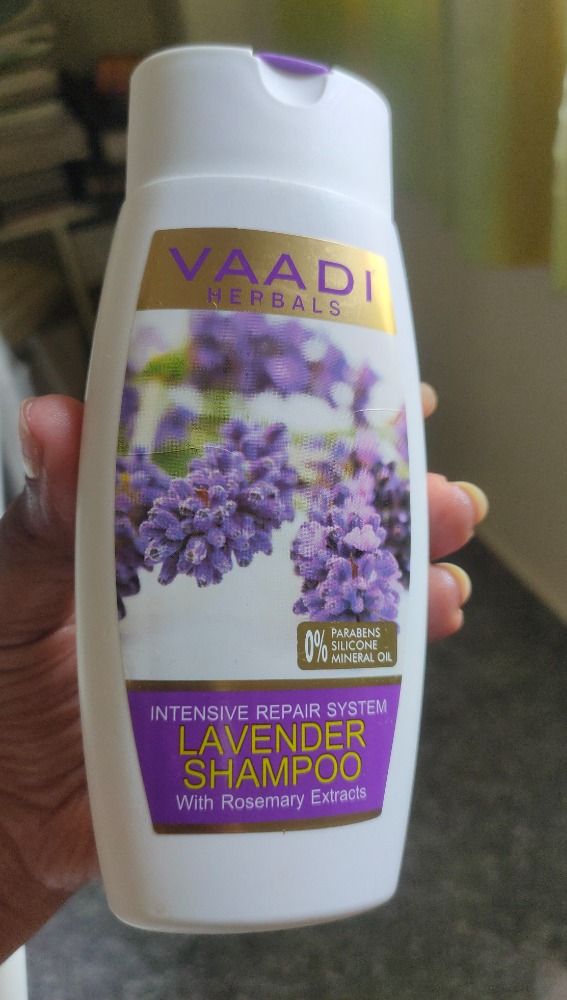 VAADI
HERBALS
0% PARABENS
SILICONE
MINERAL OIL
INTENSIVE REPAIR SYSTEM
LAVENDER
SHAMPOO
With Rosemary Extracts